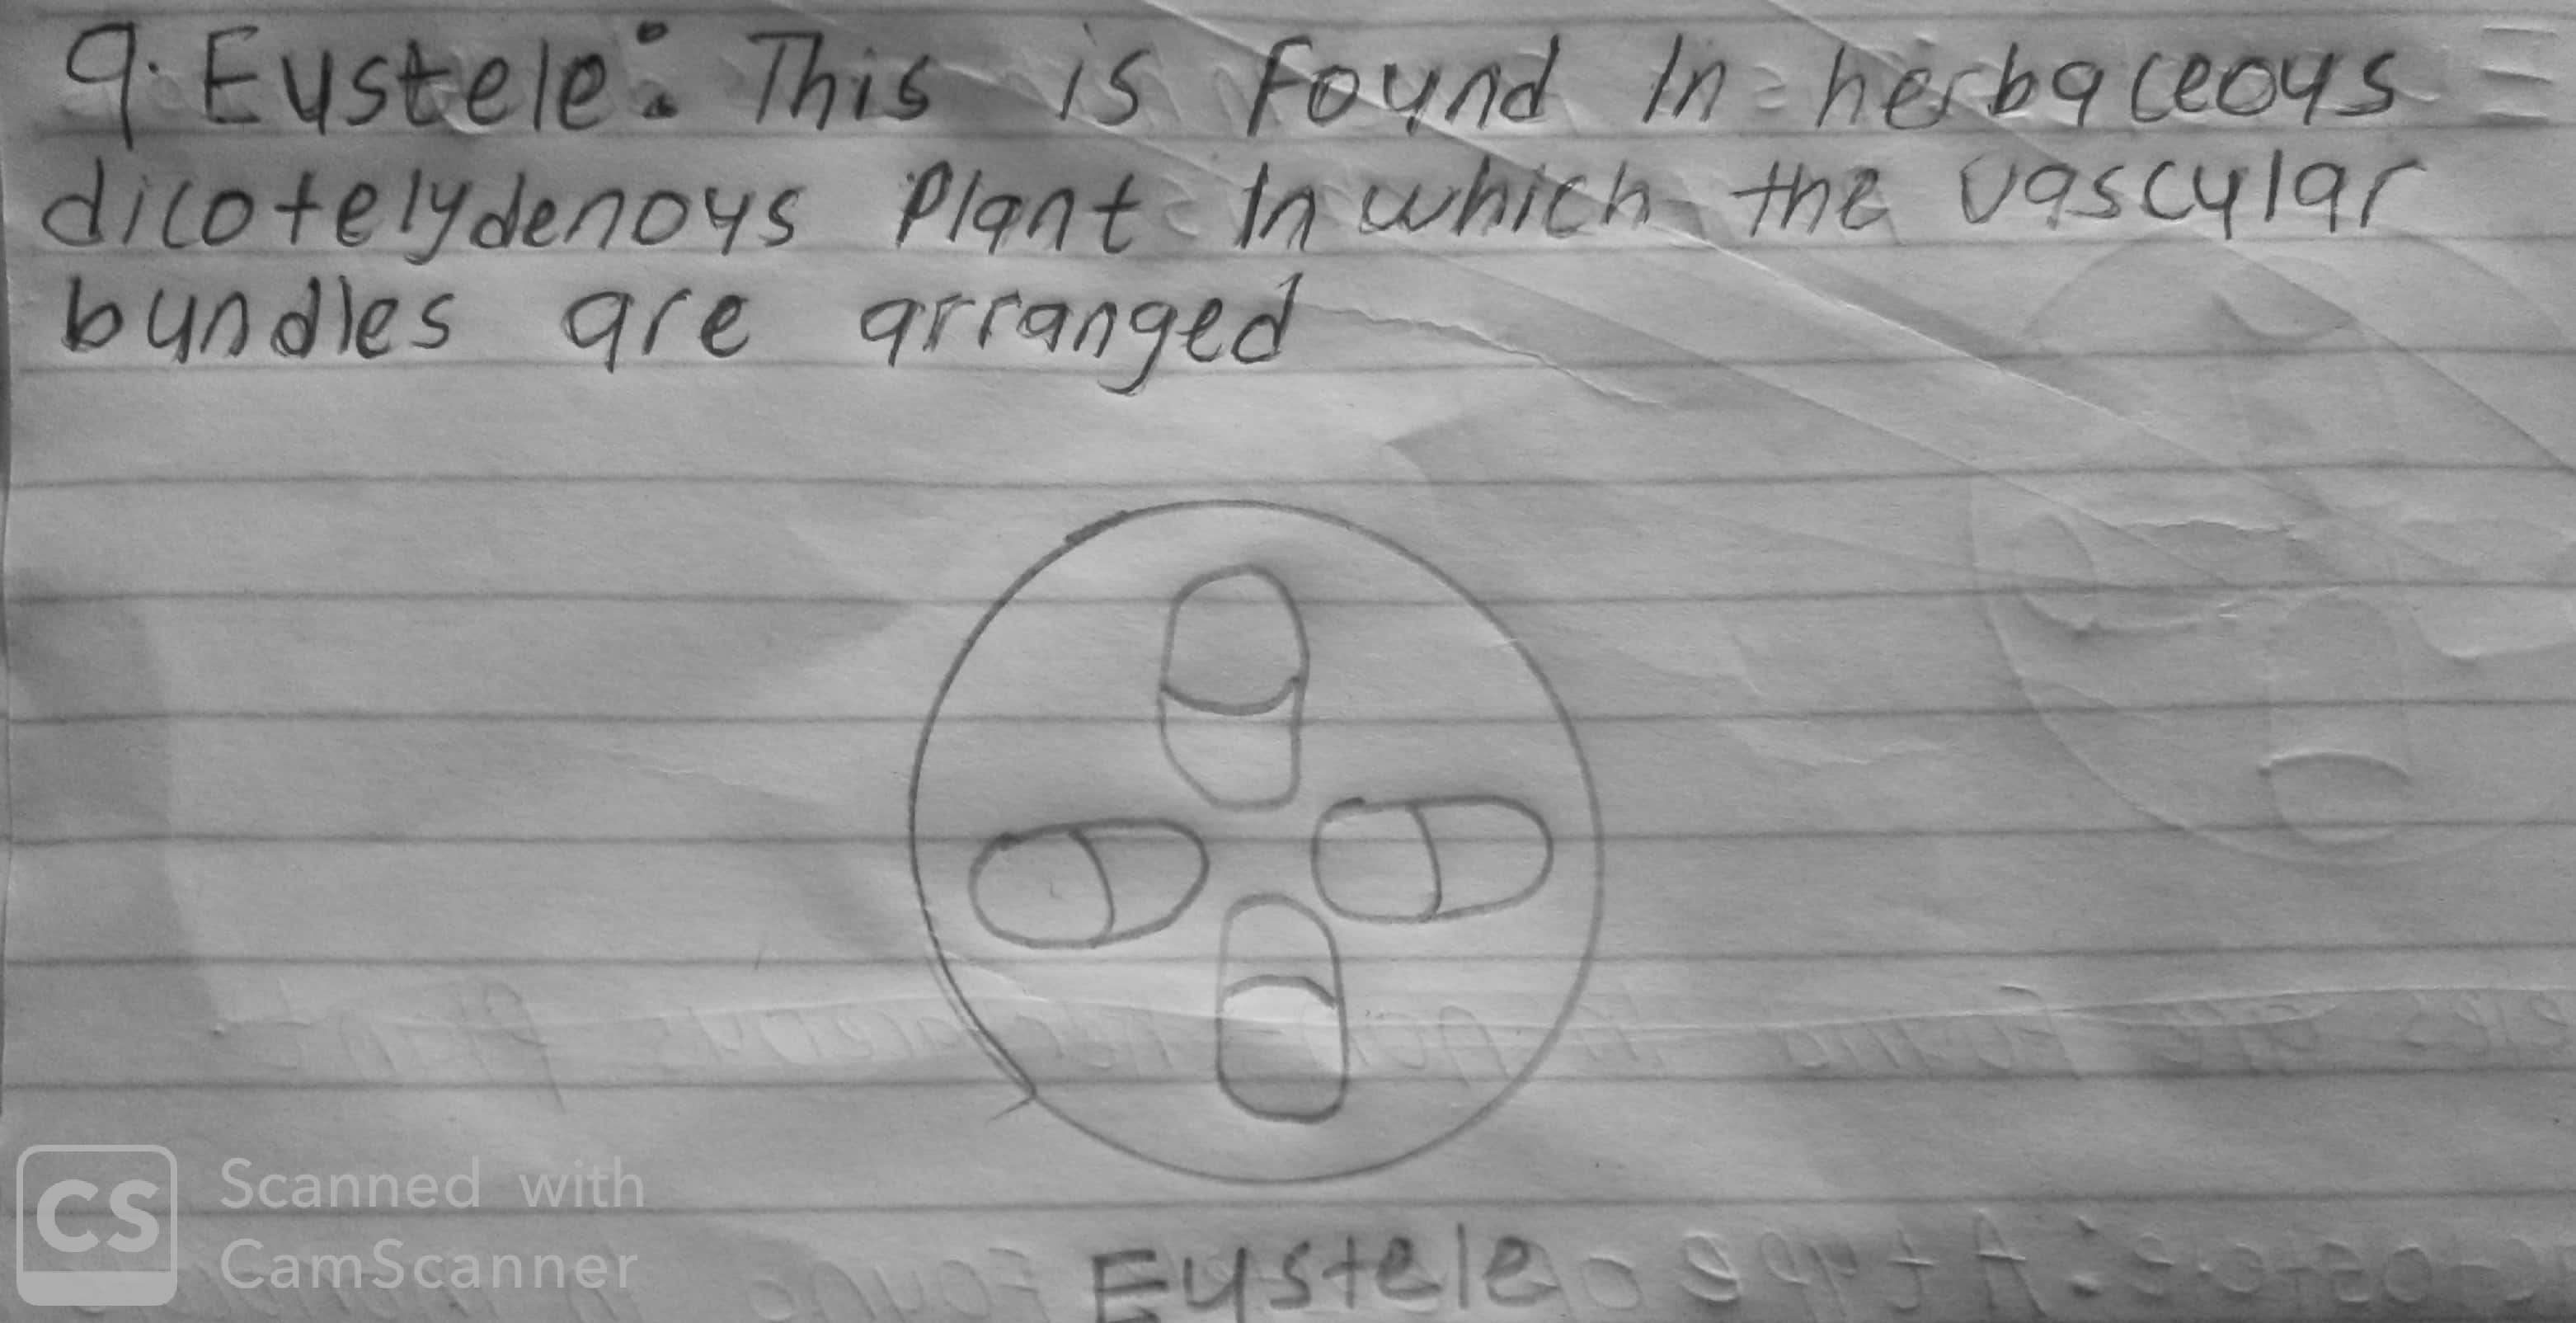 9. Eustele: This is found In herbaceous
dicotelydenous Plant In which the vascular
bundles are arranged
Eustele
CS Scanned with
CamScanner